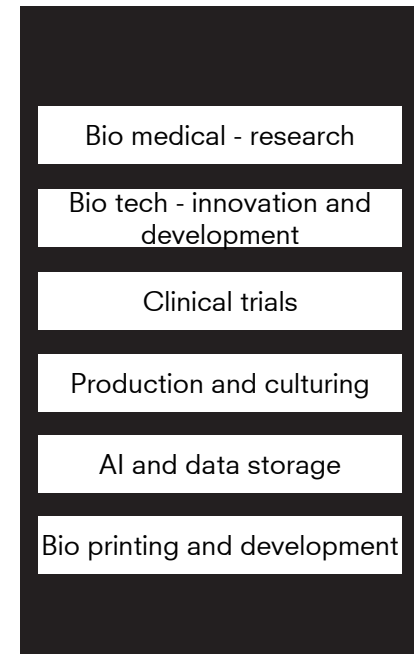 Bio medical - research
Bio tech - innovation and
development
Clinical trials
Production and culturing
AI and data storage
Bio printing and development